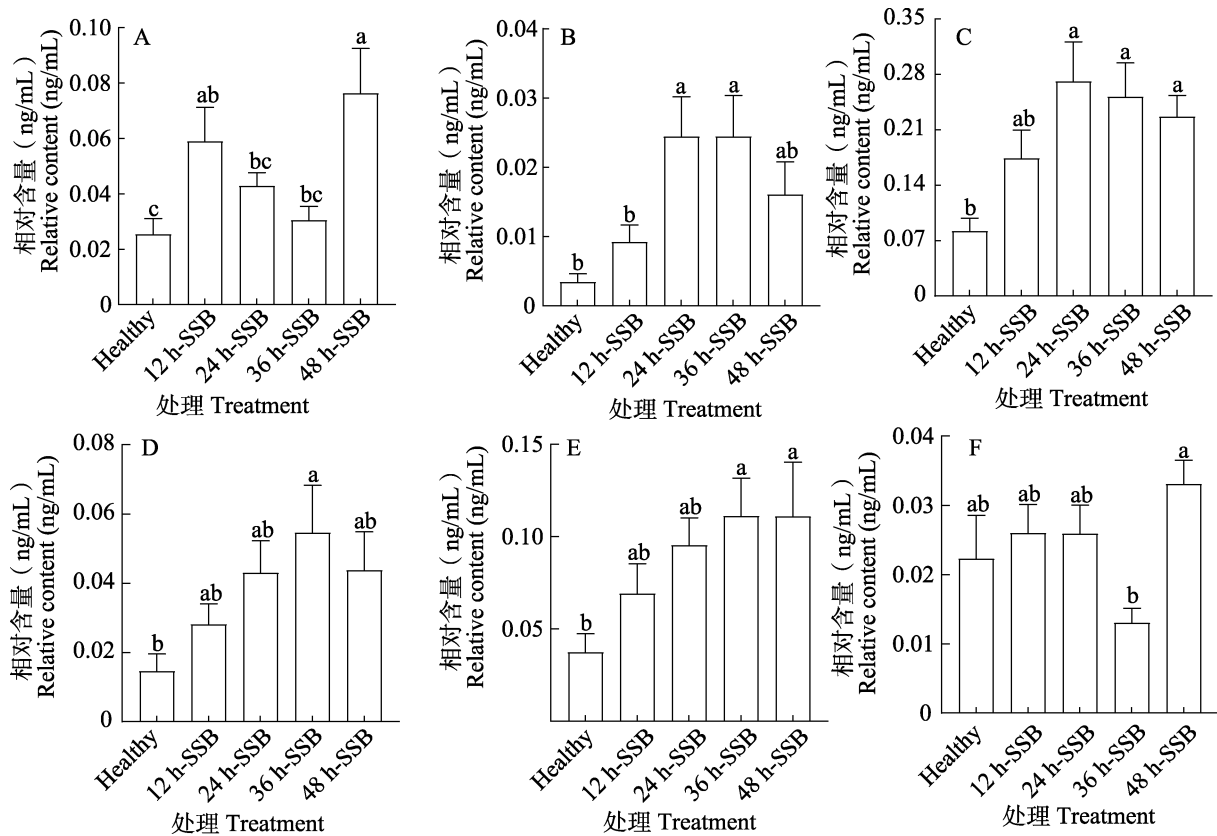 相对含量（ng/mL）
Relative content (ng/mL)
A
0.10
0.08
0.06
0.04
0.02
0
c
ab
bc
bc
a
Healthy
12 h-SSB
24 h-SSB
36 h-SSB
48 h-SSB
处理 Treatment
相对含量（ng/mL）
Relative content (ng/mL)
B
0.04
0.03
0.02
0.01
0
b
b
a
a
ab
Healthy
12 h-SSB
24 h-SSB
36 h-SSB
48 h-SSB
处理 Treatment
相对含量（ng/mL）
Relative content (ng/mL)
C
0.35
0.28
0.21
0.14
0.07
0
b
ab
a
a
a
Healthy
12 h-SSB
24 h-SSB
36 h-SSB
48 h-SSB
处理 Treatment
相对含量（ng/mL）
Relative content (ng/mL)
D
0.08
0.06
0.04
0.02
0
b
ab
ab
a
ab
Healthy
12 h-SSB
24 h-SSB
36 h-SSB
48 h-SSB
处理 Treatment
相对含量（ng/mL）
Relative content (ng/mL)
E
0.15
0.10
0.05
b
ab
ab
a
a
Healthy
12 h-SSB
24 h-SSB
36 h-SSB
48 h-SSB
处理 Treatment
相对含量（ng/mL）
Relative content (ng/mL)
F
0.04
0.03
0.02
0.01
0
ab
ab
ab
b
a
Healthy
12 h-SSB
24 h-SSB
36 h-SSB
48 h-SSB
处理 Treatment